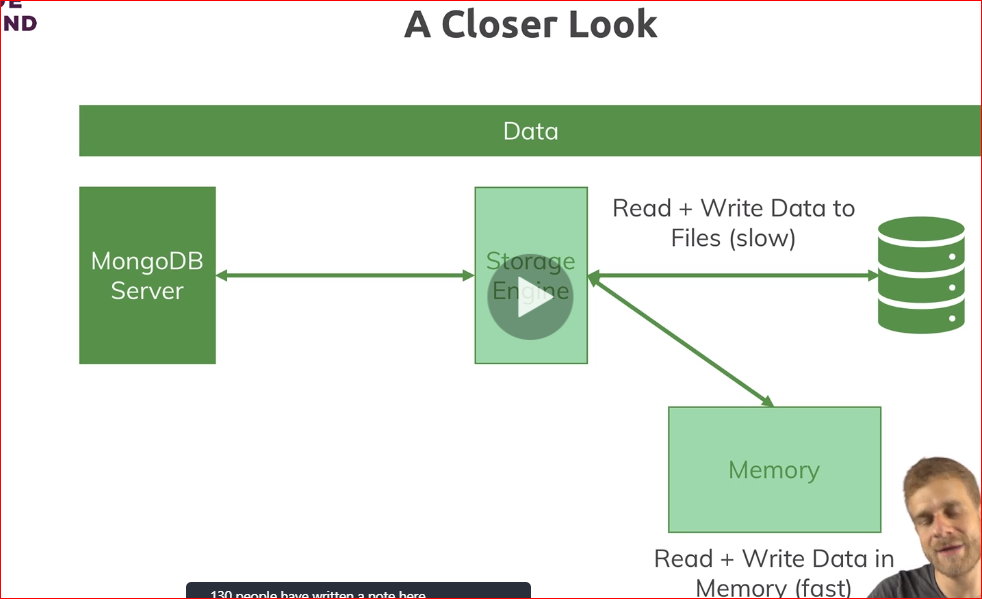 ND
A Closer Look
Data
MongoDB
Server
Storage
Engine
Read + Write Data to
Files (slow)
Memory
Read + Write Data in
Memory (fast)
130 people have written a note here.